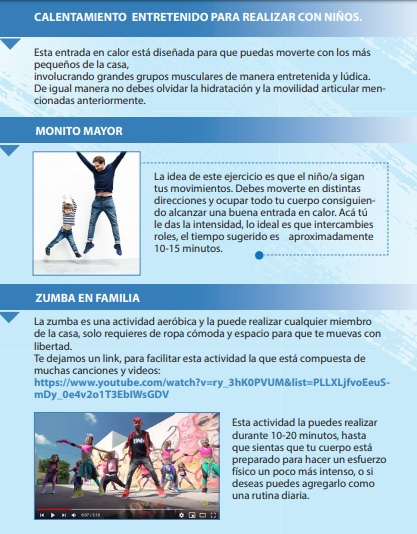 CALENTAMIENTO ENTRETENIDO PARA REALIZAR CON NIÑOS.
Esta entrada en calor está diseñada para que puedas moverte con los más
pequeños de la casa,
involucrando grandes grupos musculares de manera entretenida y lúdica.
De igual manera no debes olvidar la hidratación y la movilidad articular men-
cionadas anteriormente.
MONITO MAYOR
La idea de este ejercicio es que el niño/a sigan
tus movimientos. Debes moverte en distintas
direcciones y ocupar todo tu cuerpo consiguien-
do alcanzar una buena entrada en calor. Acá tú
le das la intensidad, lo ideal es que intercambies
roles, el tiempo sugerido es aproximadamente
10-15 minutos.
ZUMBA EN FAMILIA
La zumba es una actividad aeróbica y la puede realizar cualquier miembro
de la casa, solo requieres de ropa cómoda y espacio para que te muevas con
libertad.
Te dejamos un link, para facilitar esta actividad la que está compuesta de
muchas canciones y videos:
https://www.youtube.com/watch?v=ry_3hK0PVUM&list=PLLXLjfvoEeuS-
mDy_0e4v2o1T3EbIWsGDV
Esta actividad la puedes realizar
durante 10-20 minutos, hasta
que sientas que tu cuerpo está
preparado para hacer un esfuerzo
físico un poco más intenso, o si
deseas puedes agregarlo como
una rutina diaria.